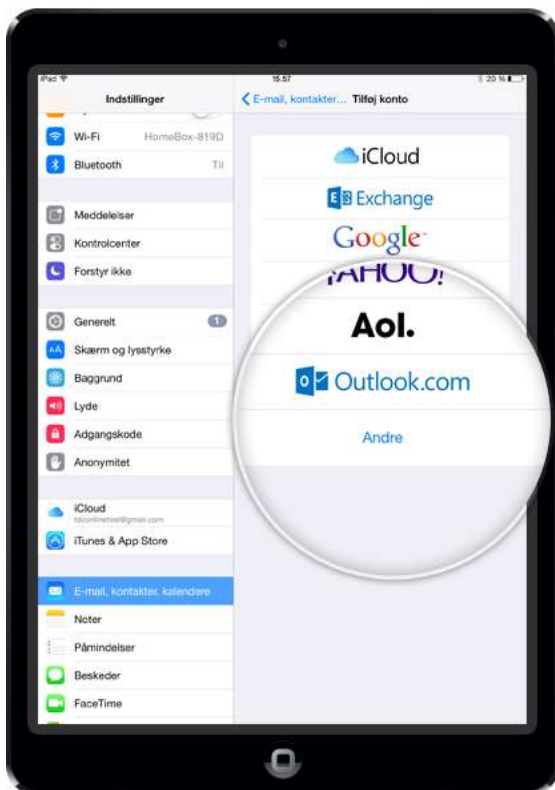 iPad
15.57
20 %
Indstillinger
E-mail, kontakter...
Tilføj konto
Wi-Fi
HomeBox-819D
Bluetooth
Til
Meddelelser
Kontrolcenter
Forstyr ikke
Generelt
1
Skærm og lysstyrke
Baggrund
Lyde
Adgangskode
Anonymitet
iCloud
iTunes & App Store
E-mail, kontakter, kalendere
Noter
Påmindelser
Beskeder
FaceTime
iCloud
Exchange
Google
YAHOO!
Aol.
Outlook.com
Andre